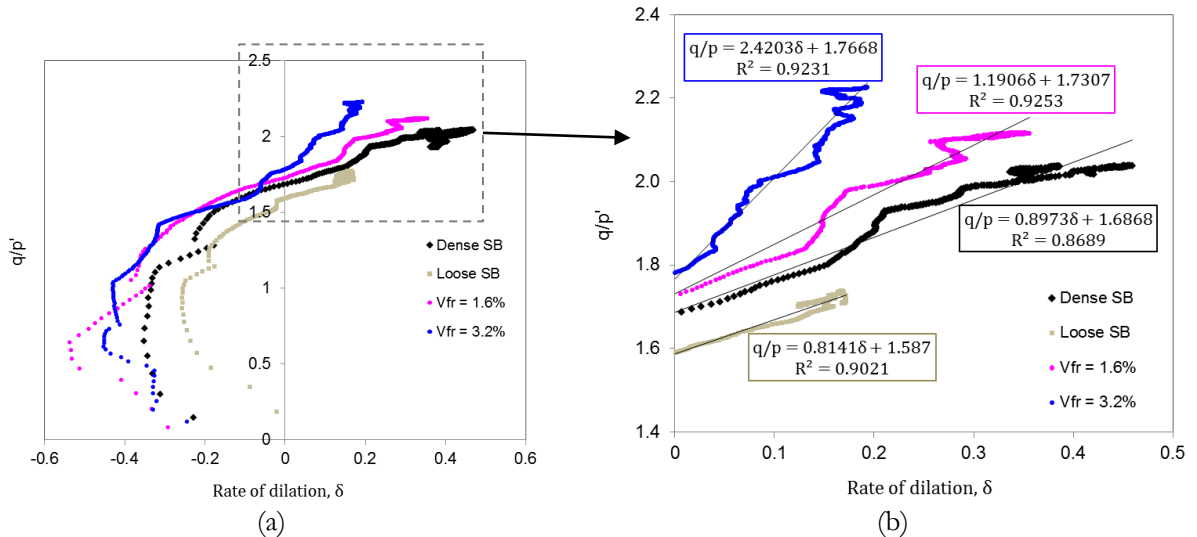 2.5
2
1.5
1
0.5
0
-0.6
-0.4
-0.2
0
0.2
0.4
0.6
q/p'
Rate of dilation, δ
Dense SB
Loose SB
Vfr = 1.6%
Vfr = 3.2%
(a)
2.4
2.2
2.0
1.8
1.6
1.4
0
0.1
0.2
0.3
0.4
0.5
q/p'
Rate of dilation, δ
q/p = 2.4203δ + 1.7668
R² = 0.9231
q/p = 1.1906δ + 1.7307
R² = 0.9253
q/p = 0.8973δ + 1.6868
R² = 0.8689
q/p = 0.8141δ + 1.587
R² = 0.9021
Dense SB
Loose SB
Vfr = 1.6%
Vfr = 3.2%
(b)